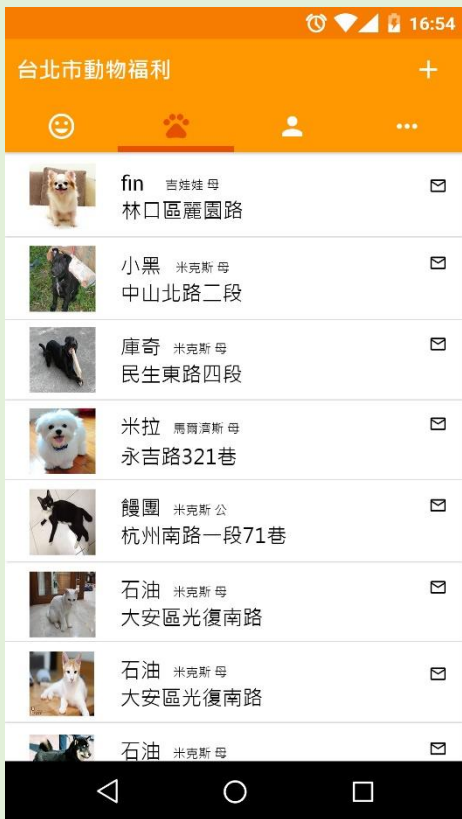 16:54
台北市動物福利
fin 吉娃娃 母
林口區麗園路
小黑 米克斯 母
中山北路二段
庫奇 米克斯 母
民生東路四段
米拉 馬爾濟斯 母
永吉路321巷
饅團 米克斯 公
杭州南路一段71巷
石油 米克斯 母
大安區光復南路
石油 米克斯 母
大安區光復南路
石油 米克斯 母